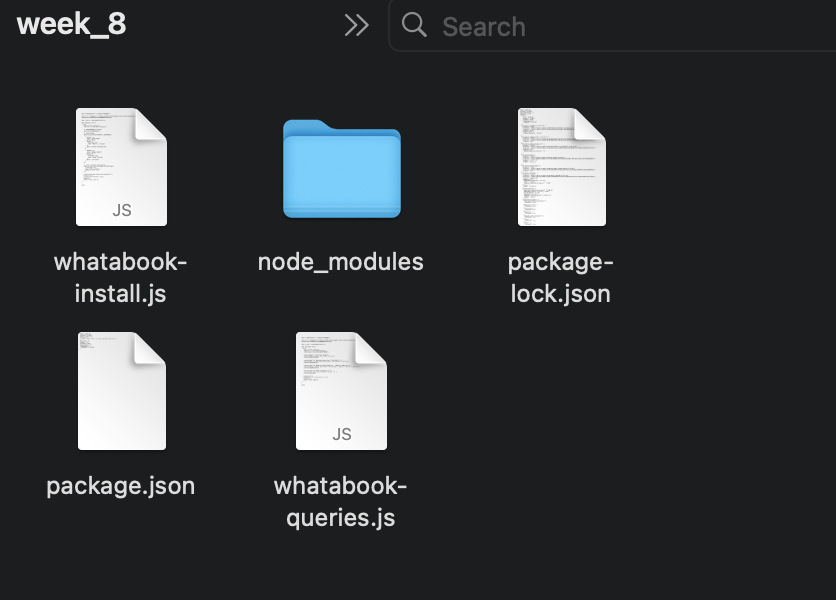 week_8
Search
JS
whatabook-
install.js
node_modules
package-
lock.json
package.json
JS
whatabook-
queries.js